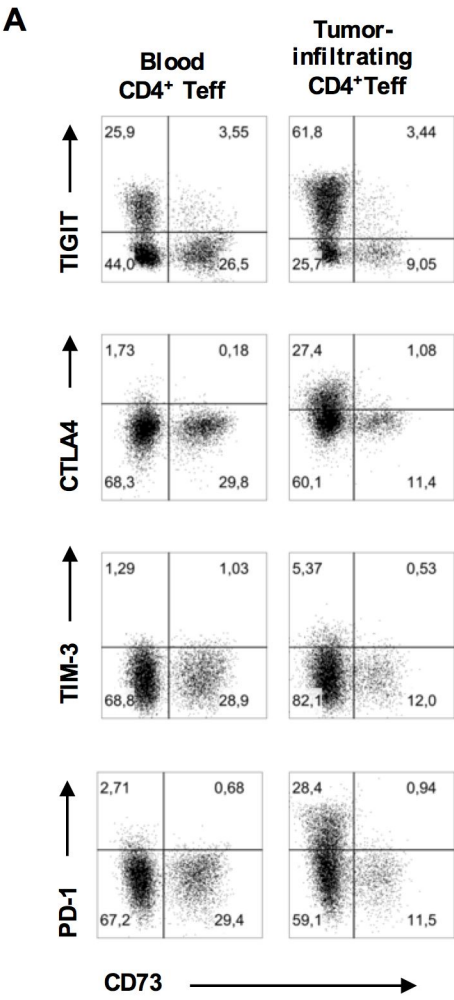 A
Blood
CD4+ Teff
Tumor-
infiltrating
CD4+Teff
TIGIT
25,9 3,55
44,0 26,5
61,8 3,44
25,7 9,05
CTLA4
1,73 0,18
68,3 29,8
27,4 1,08
60,1 11,4
TIM-3
1,29 1,03
68,8 28,9
5,37 0,53
82,1 12,0
PD-1
2,71 0,68
67,2 29,4
28,4 0,94
59,1 11,5
CD73